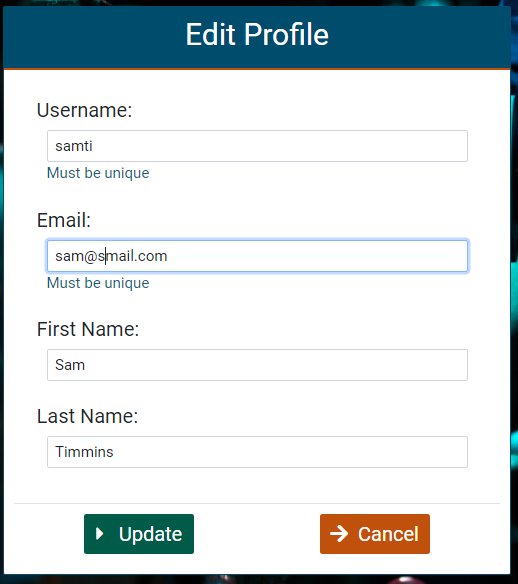 Edit Profile
Username:
samti
Must be unique
Email:
sam@smail.com
Must be unique
First Name:
Sam
Last Name:
Timmins
Update
Cancel